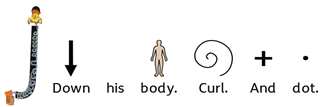 Down his body. Curl. And dot.